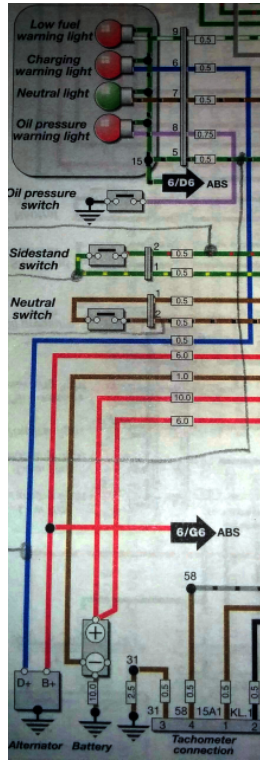 Low fuel
warning light
9
0.5
Charging
warning light
6
0.5
Neutral light
7
0.5
Oil pressure
warning light
8
0.75
5
0.5
15
6/D6 ABS
Oil pressure
switch
Sidestand
switch
2
0.5
0.5
Neutral
switch
1
0.5
2
0.5
0.5
6.0
1.0
10.0
6.0
6/G6 ABS
58
+
−
31
D+ B+
10.0
2.5
0.5
0.5
0.5
0.5
31 58 15A1 KL.1
3 4 1 2
Alternator Battery
Tachometer
connection